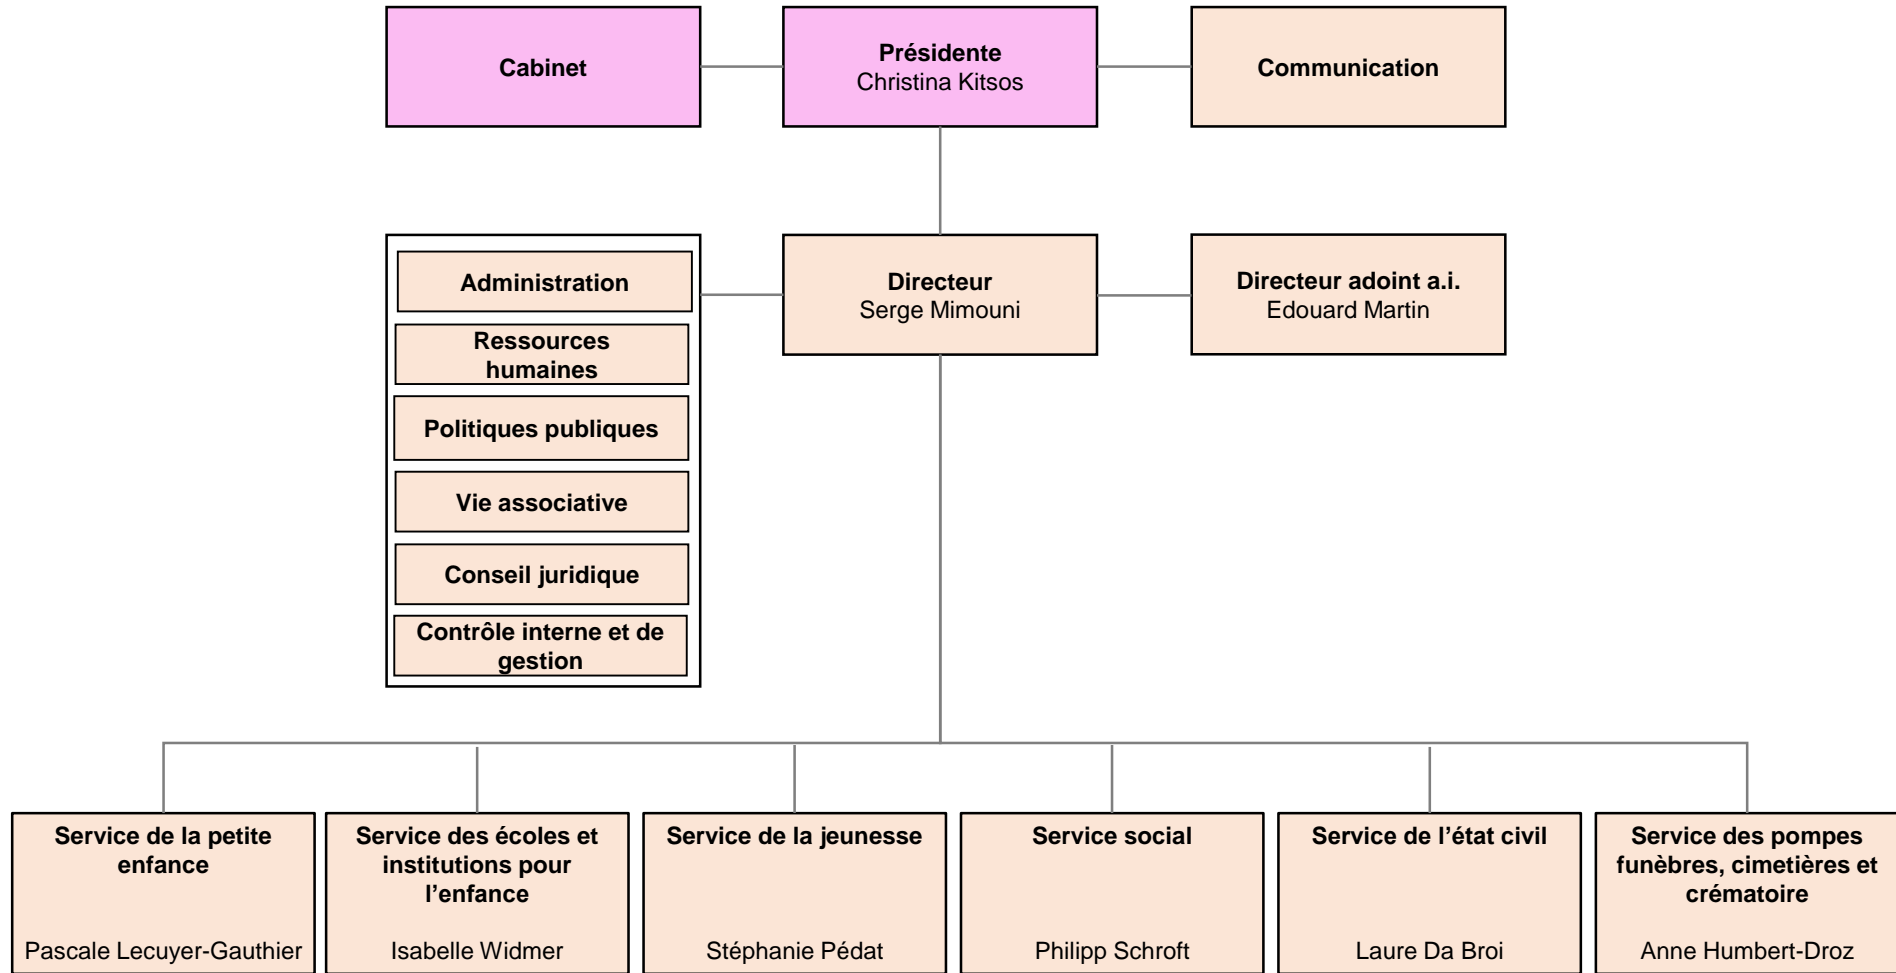 Cabinet
Présidente
Christina Kitsos
Communication
Administration
Ressources
humaines
Politiques publiques
Vie associative
Conseil juridique
Contrôle interne et de
gestion
Directeur
Serge Mimouni
Directeur adoint a.i.
Edouard Martin
Service de la petite
enfance
Pascale Lecuyer-Gauthier
Service des écoles et
institutions pour
l’enfance
Isabelle Widmer
Service de la jeunesse
Stéphanie Pédat
Service social
Philipp Schroft
Service de l’état civil
Laure Da Broi
Service des pompes
funèbres, cimetières et
crématoire
Anne Humbert-Droz